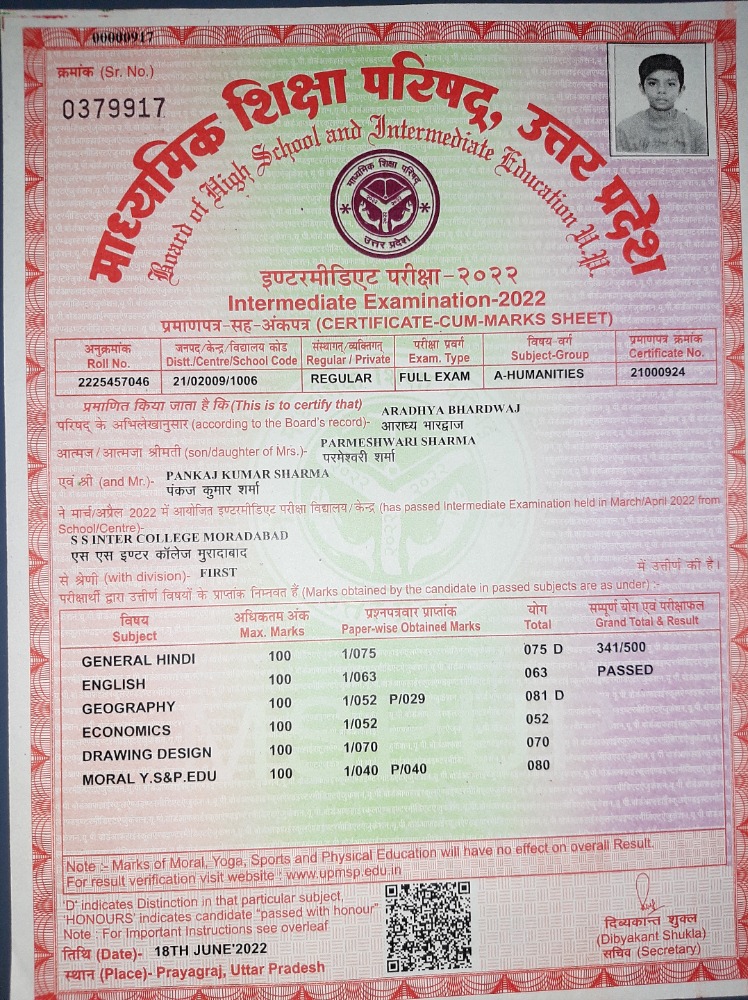 00000917
क्रमांक (Sr. No.)
0379917
माध्यमिक शिक्षा परिषद्, उत्तर प्रदेश
Board of High School and Intermediate Education U.P.
माध्यमिक शिक्षा परिषद
उत्तर प्रदेश
इण्टरमीडिएट परीक्षा-२०२२
Intermediate Examination-2022
प्रमाणपत्र-सह-अंकपत्र (CERTIFICATE-CUM-MARKS SHEET)
अनुक्रमांक जनपद/केन्द्र/विद्यालय कोड संस्थागत/व्यक्तिगत परीक्षा प्रवर्ग विषय वर्ग प्रमाणपत्र क्रमांक
Roll No. Distt./Centre/School Code Regular / Private Exam. Type Subject-Group Certificate No.
2225457046 21/02009/1006 REGULAR FULL EXAM A-HUMANITIES 21000924
प्रमाणित किया जाता है कि (This is to certify that) ARADHYA BHARDWAJ
परिषद् के अभिलेखानुसार (according to the Board's record)- आराध्य भारद्वाज
PARMESHWARI SHARMA
आत्मज/आत्मजा श्रीमती (son/daughter of Mrs.)- परमेश्वरी शर्मा
एवं श्री (and Mr.)- PANKAJ KUMAR SHARMA
पंकज कुमार शर्मा
ने मार्च/अप्रैल 2022 में आयोजित इण्टरमीडिएट परीक्षा विद्यालय/केन्द्र (has passed Intermediate Examination held in March/April 2022 from
School/Centre)-
S S INTER COLLEGE MORADABAD
एस एस इण्टर कॉलेज मुरादाबाद
से श्रेणी (with division)- FIRST में उत्तीर्ण की है।
परीक्षार्थी द्वारा उत्तीर्ण विषयों के प्राप्तांक निम्नवत हैं (Marks obtained by the candidate in passed subjects are as under) :-
विषय अधिकतम अंक प्रश्नपत्रवार प्राप्तांक योग सम्पूर्ण योग एवं परीक्षाफल
Subject Max. Marks Paper-wise Obtained Marks Total Grand Total & Result
GENERAL HINDI 100 1/075 075 D 341/500
ENGLISH 100 1/063 063 PASSED
GEOGRAPHY 100 1/052 P/029 081 D
ECONOMICS 100 1/052 052
DRAWING DESIGN 100 1/070 070
MORAL Y.S&P.EDU 100 1/040 P/040 080
Note :- Marks of Moral, Yoga, Sports and Physical Education will have no effect on overall Result.
For result verification visit website : www.upmsp.edu.in
'D' indicates Distinction in that particular subject,
'HONOURS' indicates candidate "passed with honour"
Note : For Important Instructions see overleaf
तिथि (Date)- 18TH JUNE'2022
स्थान (Place)- Prayagraj, Uttar Pradesh
दिव्यकान्त शुक्ल
(Dibyakant Shukla)
सचिव (Secretary)